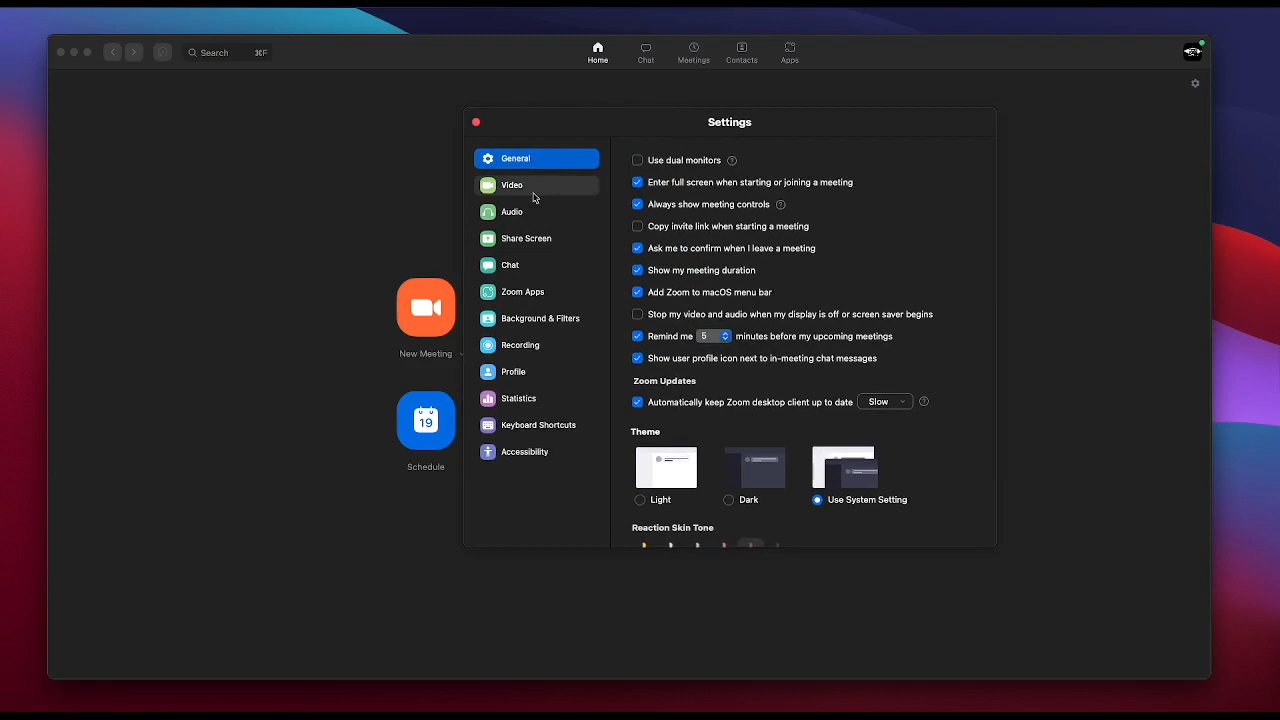 Search ⌘F
Home
Chat
Meetings
Contacts
Apps
Settings
General
Video
Audio
Share Screen
Chat
Zoom Apps
Background & Filters
Recording
Profile
Statistics
Keyboard Shortcuts
Accessibility
Use dual monitors ?
Enter full screen when starting or joining a meeting
Always show meeting controls ?
Copy invite link when starting a meeting
Ask me to confirm when I leave a meeting
Show my meeting duration
Add Zoom to macOS menu bar
Stop my video and audio when my display is off or screen saver begins
Remind me 5 minutes before my upcoming meetings
Show user profile icon next to in-meeting chat messages
Zoom Updates
Automatically keep Zoom desktop client up to date Slow ?
Theme
Light
Dark
Use System Setting
Reaction Skin Tone
New Meeting
19
Schedule